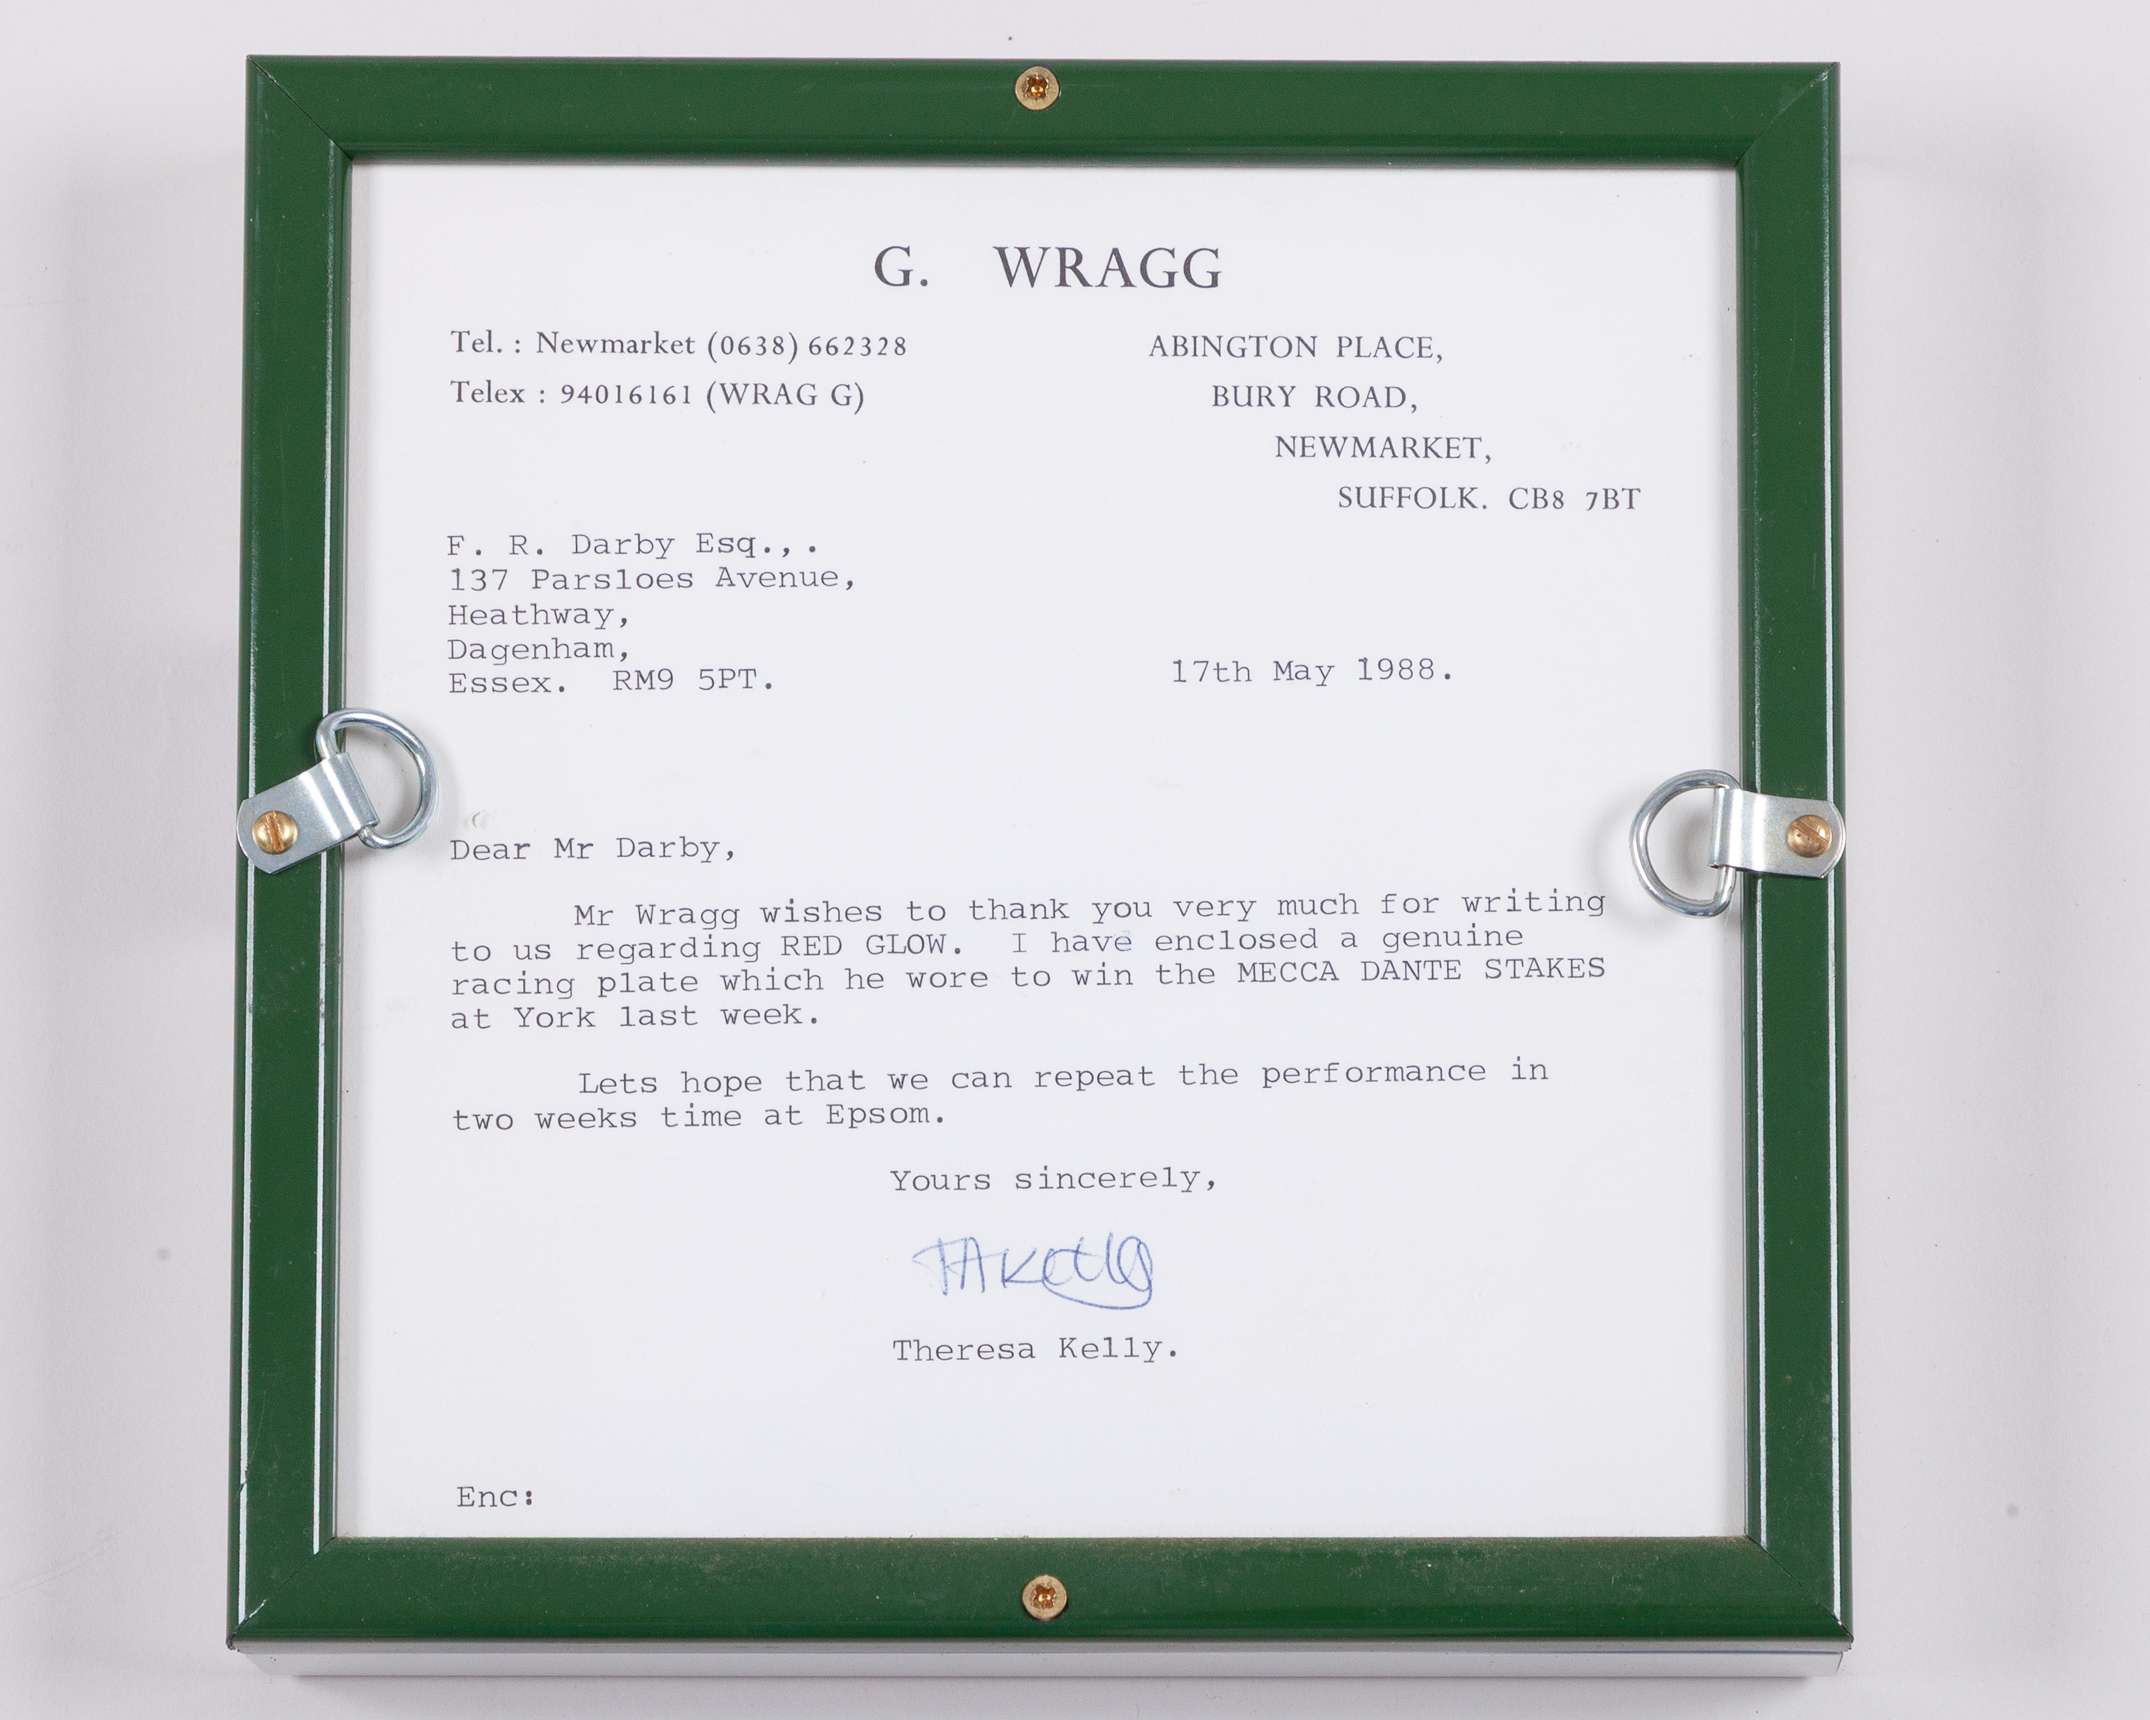 G. WRAGG
Tel. : Newmarket (0638) 662328
Telex : 94016161 (WRAG G)
ABINGTON PLACE,
BURY ROAD,
NEWMARKET,
SUFFOLK. CB8 7BT
F. R. Darby Esq.,.
137 Parsloes Avenue,
Heathway,
Dagenham,
Essex. RM9 5PT.
17th May 1988.
Dear Mr Darby,
Mr Wragg wishes to thank you very much for writing
to us regarding RED GLOW. I have enclosed a genuine
racing plate which he wore to win the MECCA DANTE STAKES
at York last week.
Lets hope that we can repeat the performance in
two weeks time at Epsom.
Yours sincerely,
TAKelly
Theresa Kelly.
Enc: